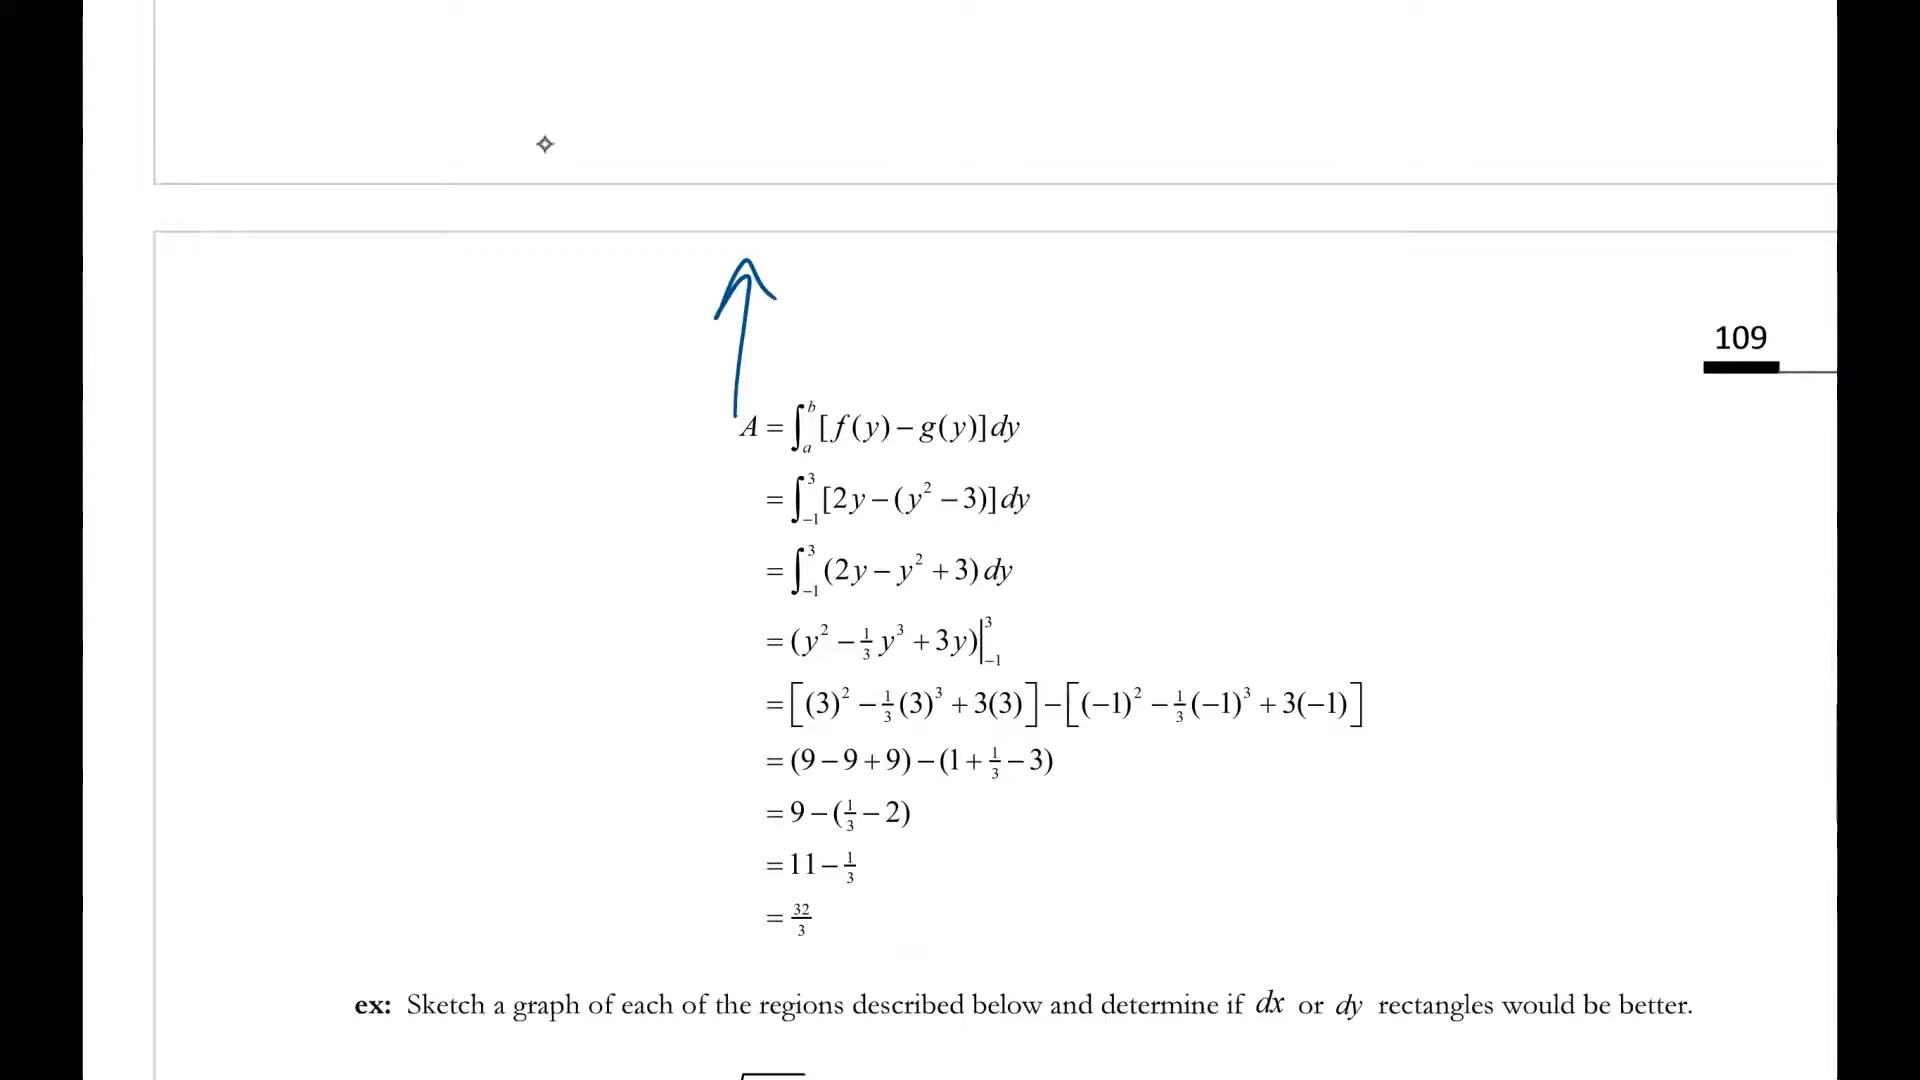 109
A = ∫_a^b [f(y) − g(y)] dy
= ∫_{−1}^3 [2y − (y² − 3)] dy
= ∫_{−1}^3 (2y − y² + 3) dy
= (y² − 1/3 y³ + 3y)|_{−1}^3
= [(3)² − 1/3 (3)³ + 3(3)] − [(−1)² − 1/3 (−1)³ + 3(−1)]
= (9 − 9 + 9) − (1 + 1/3 − 3)
= 9 − (1/3 − 2)
= 11 − 1/3
= 32/3
ex: Sketch a graph of each of the regions described below and determine if dx or dy rectangles would be better.